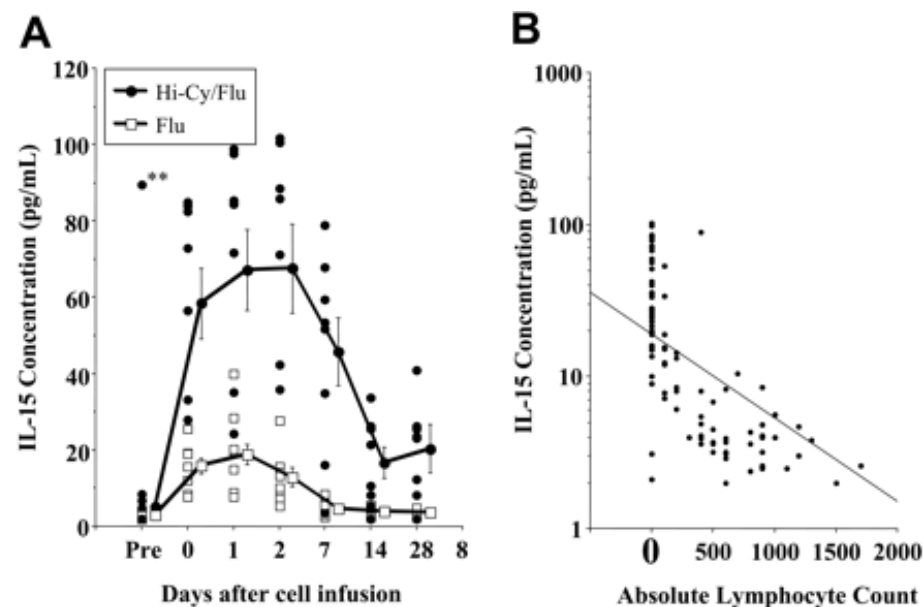 A
IL-15 Concentration (pg/mL)
120
100
80
60
40
20
0
Hi-Cy/Flu
Flu
**
Pre 0 1 2 7 14 28 8
Days after cell infusion
B
IL-15 Concentration (pg/mL)
1000
100
10
1
0 500 1000 1500 2000
Absolute Lymphocyte Count